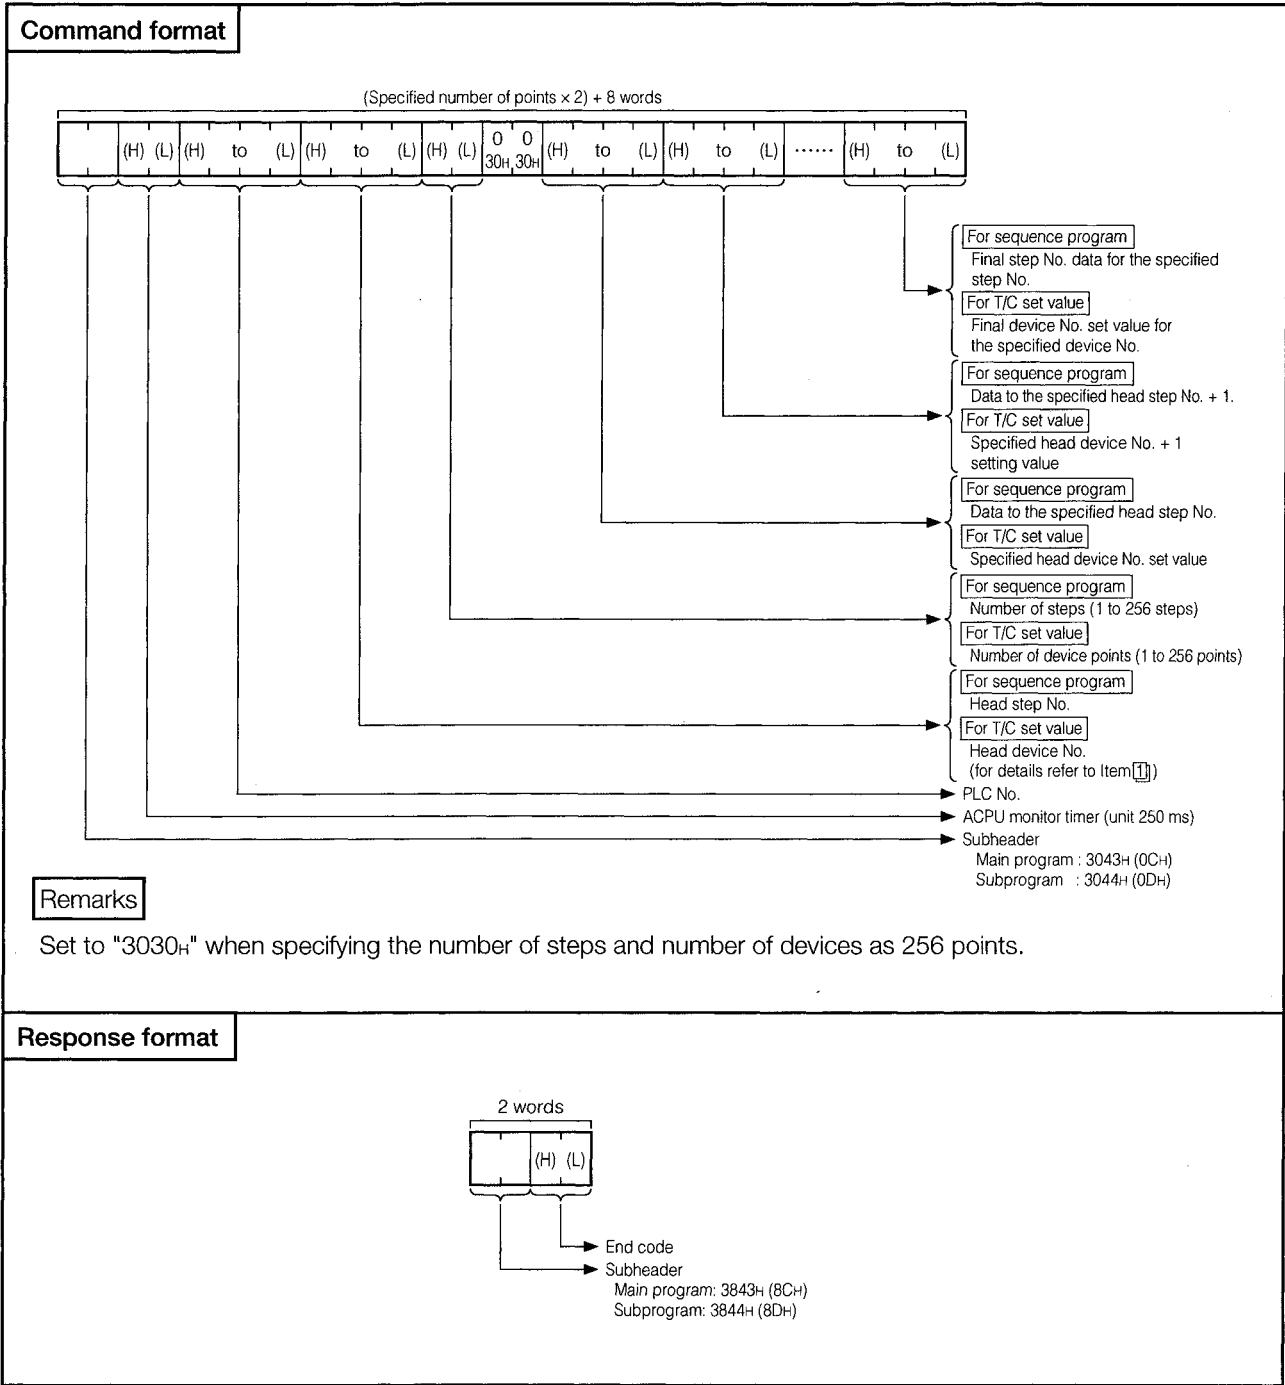 Command format
(Specified number of points × 2) + 8 words
(H) (L) (H) to (L) (H) to (L) (H) (L) 0 0 (H) to (L) (H) to (L) ······ (H) to (L)
30H 30H
For sequence program
Final step No. data for the specified
step No.
For T/C set value
Final device No. set value for
the specified device No.
For sequence program
Data to the specified head step No. + 1.
For T/C set value
Specified head device No. + 1
setting value
For sequence program
Data to the specified head step No.
For T/C set value
Specified head device No. set value
For sequence program
Number of steps (1 to 256 steps)
For T/C set value
Number of device points (1 to 256 points)
For sequence program
Head step No.
For T/C set value
Head device No.
(for details refer to Item 1)
PLC No.
ACPU monitor timer (unit 250 ms)
Subheader
Main program : 3043H (0CH)
Subprogram : 3044H (0DH)
Remarks
Set to "3030H" when specifying the number of steps and number of devices as 256 points.
Response format
2 words
(H) (L)
End code
Subheader
Main program: 3843H (8CH)
Subprogram: 3844H (8DH)